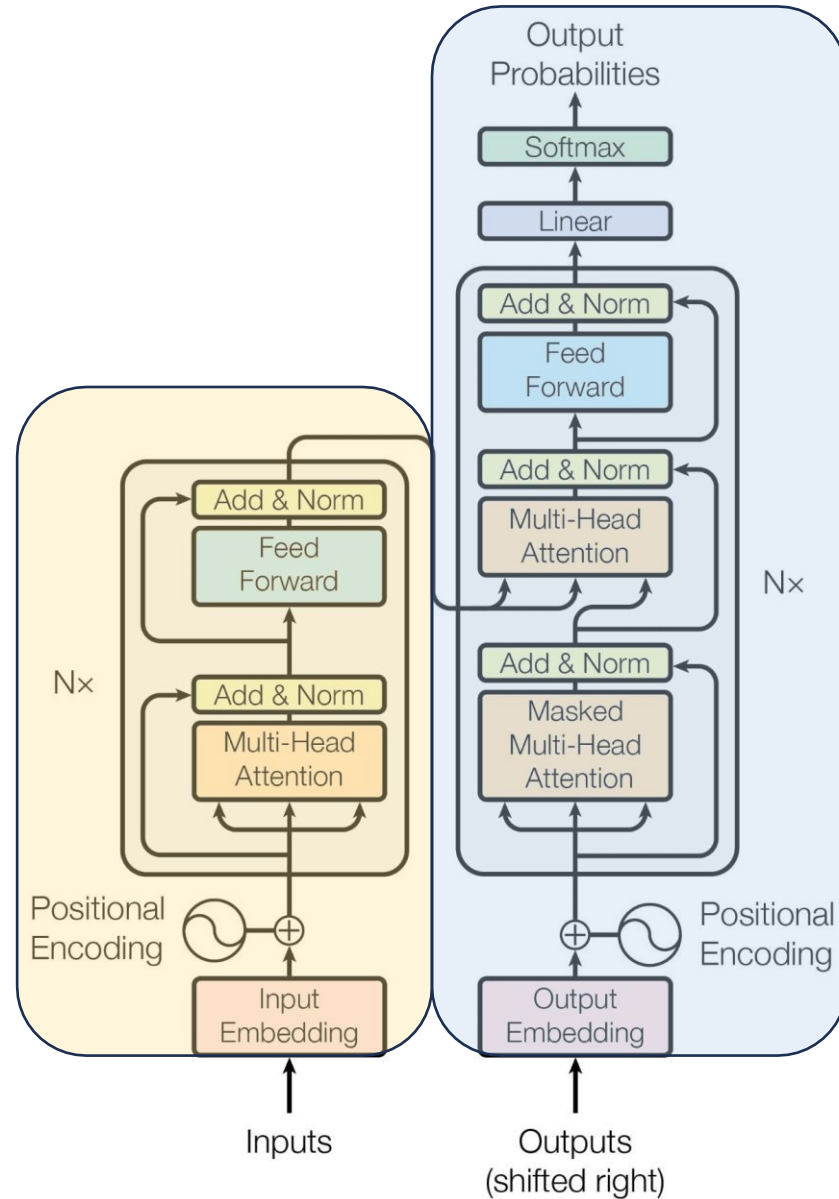 Output
Probabilities
Softmax
Linear
Add & Norm
Feed
Forward
Add & Norm
Multi-Head
Attention
Nx
Add & Norm
Masked
Multi-Head
Attention
Positional
Encoding
Output
Embedding
Outputs
(shifted right)
Add & Norm
Feed
Forward
Nx
Add & Norm
Multi-Head
Attention
Positional
Encoding
Input
Embedding
Inputs